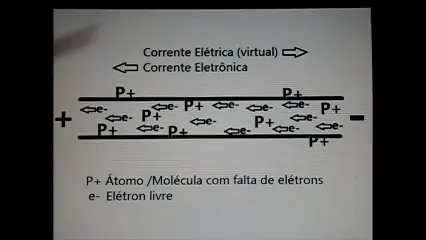 Corrente Elétrica (virtual)
Corrente Eletrônica
P+ P+
e- e- P+ e- e- e- P+
+ e- P+ e- P+ e- -
P+ e- P+ e- e- e-
P+
P+ Átomo /Molécula com falta de elétrons
e- Elétron livre